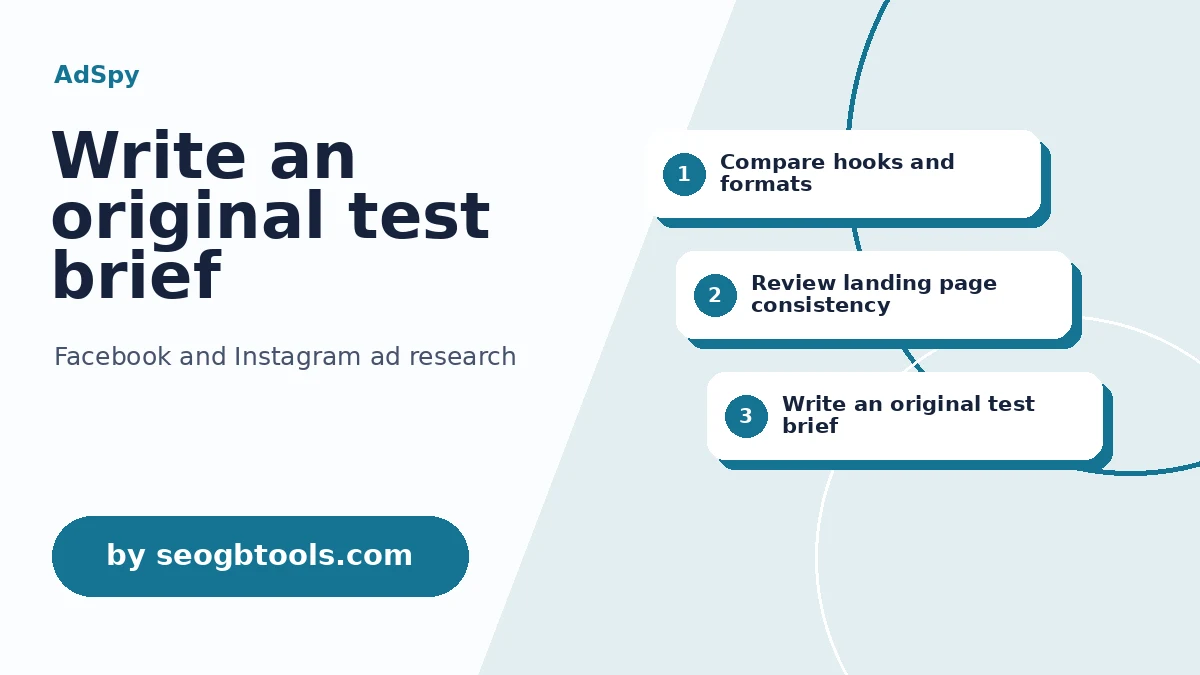 AdSpy
Write an
original test
brief
Facebook and Instagram ad research
by seogbtools.com
1
Compare hooks and
formats
2
Review landing page
consistency
3
Write an original test
brief